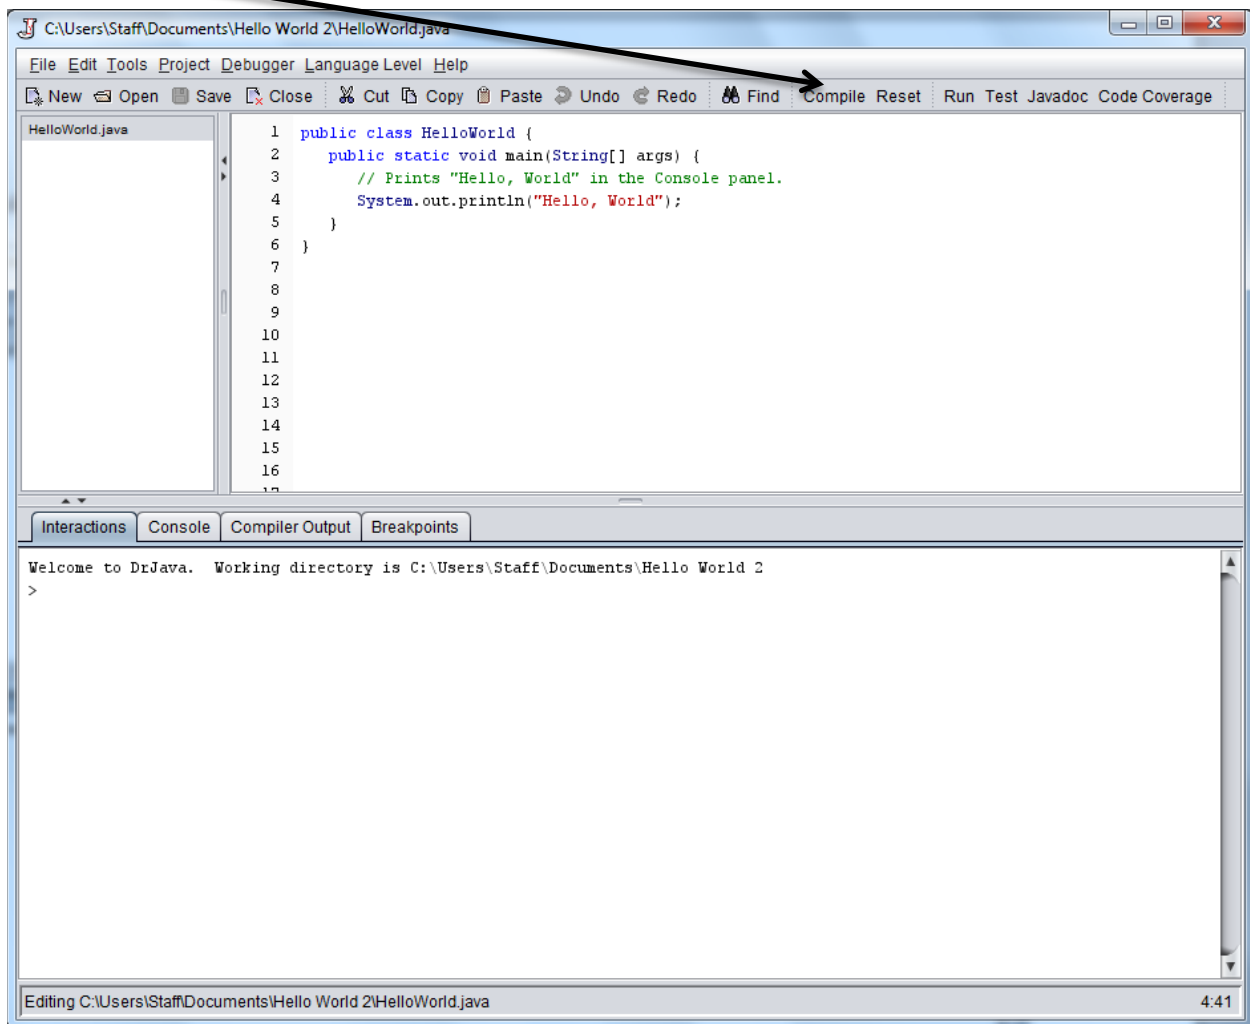 C:\Users\Staff\Documents\Hello World 2\HelloWorld.java
File Edit Tools Project Debugger Language Level Help
New Open Save Close Cut Copy Paste Undo Redo Find Compile Reset Run Test Javadoc Code Coverage
HelloWorld.java
1 public class HelloWorld {
2 public static void main(String[] args) {
3 // Prints "Hello, World" in the Console panel.
4 System.out.println("Hello, World");
5 }
6 }
7
8
9
10
11
12
13
14
15
16
17
Interactions Console Compiler Output Breakpoints
Welcome to DrJava. Working directory is C:\Users\Staff\Documents\Hello World 2
>
Editing C:\Users\Staff\Documents\Hello World 2\HelloWorld.java 4:41